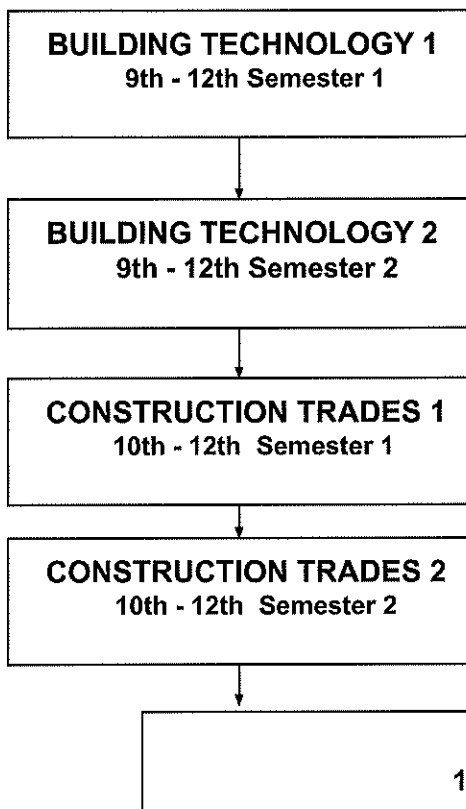 BUILDING TECHNOLOGY 1
9th - 12th Semester 1
BUILDING TECHNOLOGY 2
9th - 12th Semester 2
CONSTRUCTION TRADES 1
10th - 12th Semester 1
CONSTRUCTION TRADES 2
10th - 12th Semester 2
1